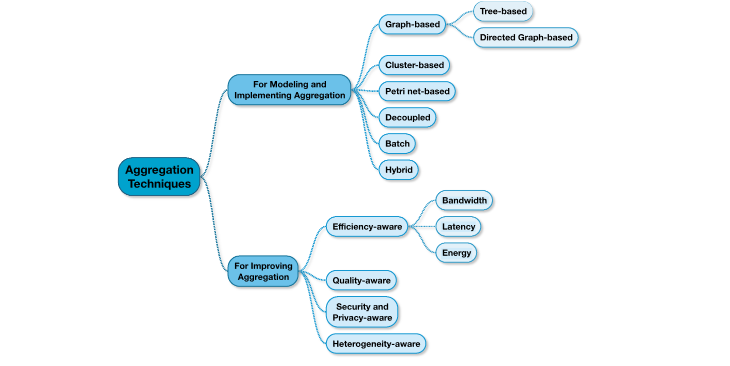 Tree-based
Graph-based
Directed Graph-based
Cluster-based
For Modeling and
Implementing Aggregation
Petri net-based
Decoupled
Batch
Hybrid
Aggregation
Techniques
Bandwidth
Efficiency-aware
Latency
Energy
For Improving
Aggregation
Quality-aware
Security and
Privacy-aware
Heterogeneity-aware